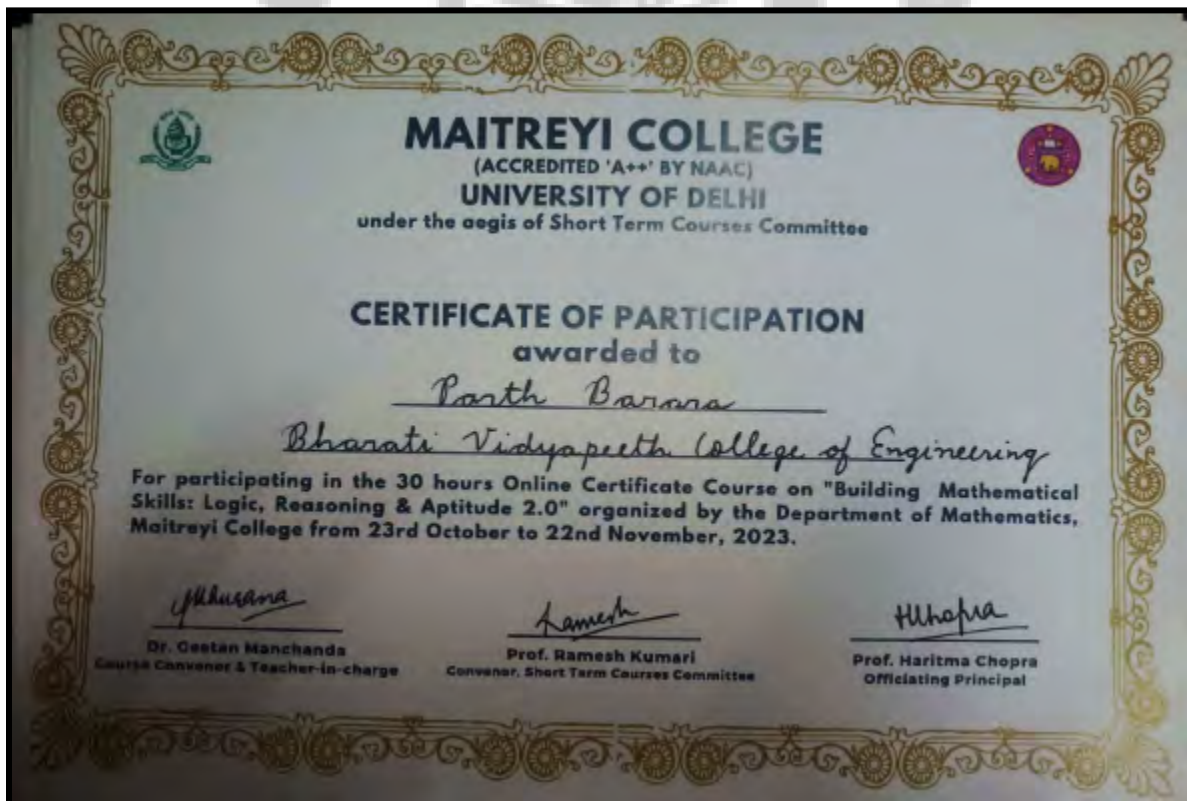 MAITREYI COLLEGE
(ACCREDITED 'A++' BY NAAC)
UNIVERSITY OF DELHI
under the aegis of Short Term Courses Committee
CERTIFICATE OF PARTICIPATION
awarded to
Parth Barara
Bharati Vidyapeeth College of Engineering
For participating in the 30 hours Online Certificate Course on "Building Mathematical
Skills: Logic, Reasoning & Aptitude 2.0" organized by the Department of Mathematics,
Maitreyi College from 23rd October to 22nd November, 2023.
Ramesh
HChopra
Dr. Geetan Manchanda
Course Convenor & Teacher-in-charge
Prof. Ramesh Kumari
Convenor, Short Term Courses Committee
Prof. Haritma Chopra
Officiating Principal